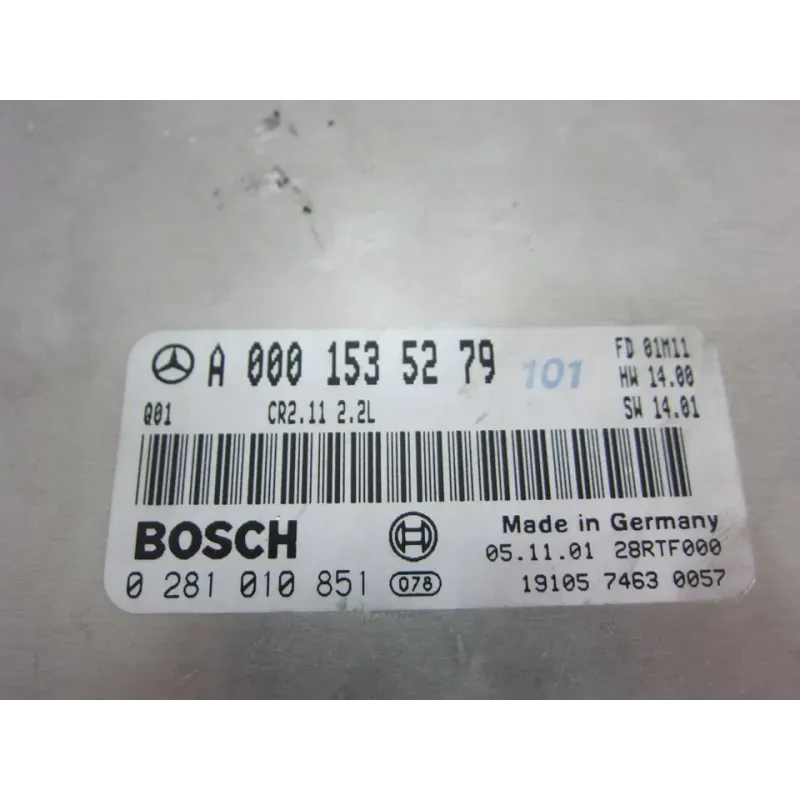 A 000 153 52 79 101 FD 01M11
HW 14.00
Q01 CR2.11 2.2L SW 14.01
BOSCH Made in Germany
05.11.01 28RTF000
0 281 010 851 078 19105 7463 0057